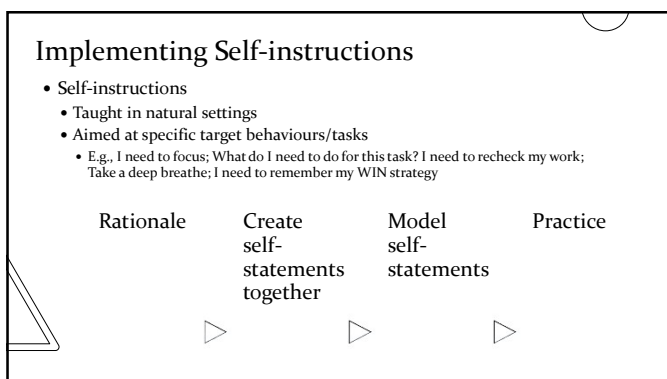 Implementing Self-instructions
• Self-instructions
• Taught in natural settings
• Aimed at specific target behaviours/tasks
• E.g., I need to focus; What do I need to do for this task? I need to recheck my work;
Take a deep breathe; I need to remember my WIN strategy
Rationale
Create
self-
statements
together
Model
self-
statements
Practice